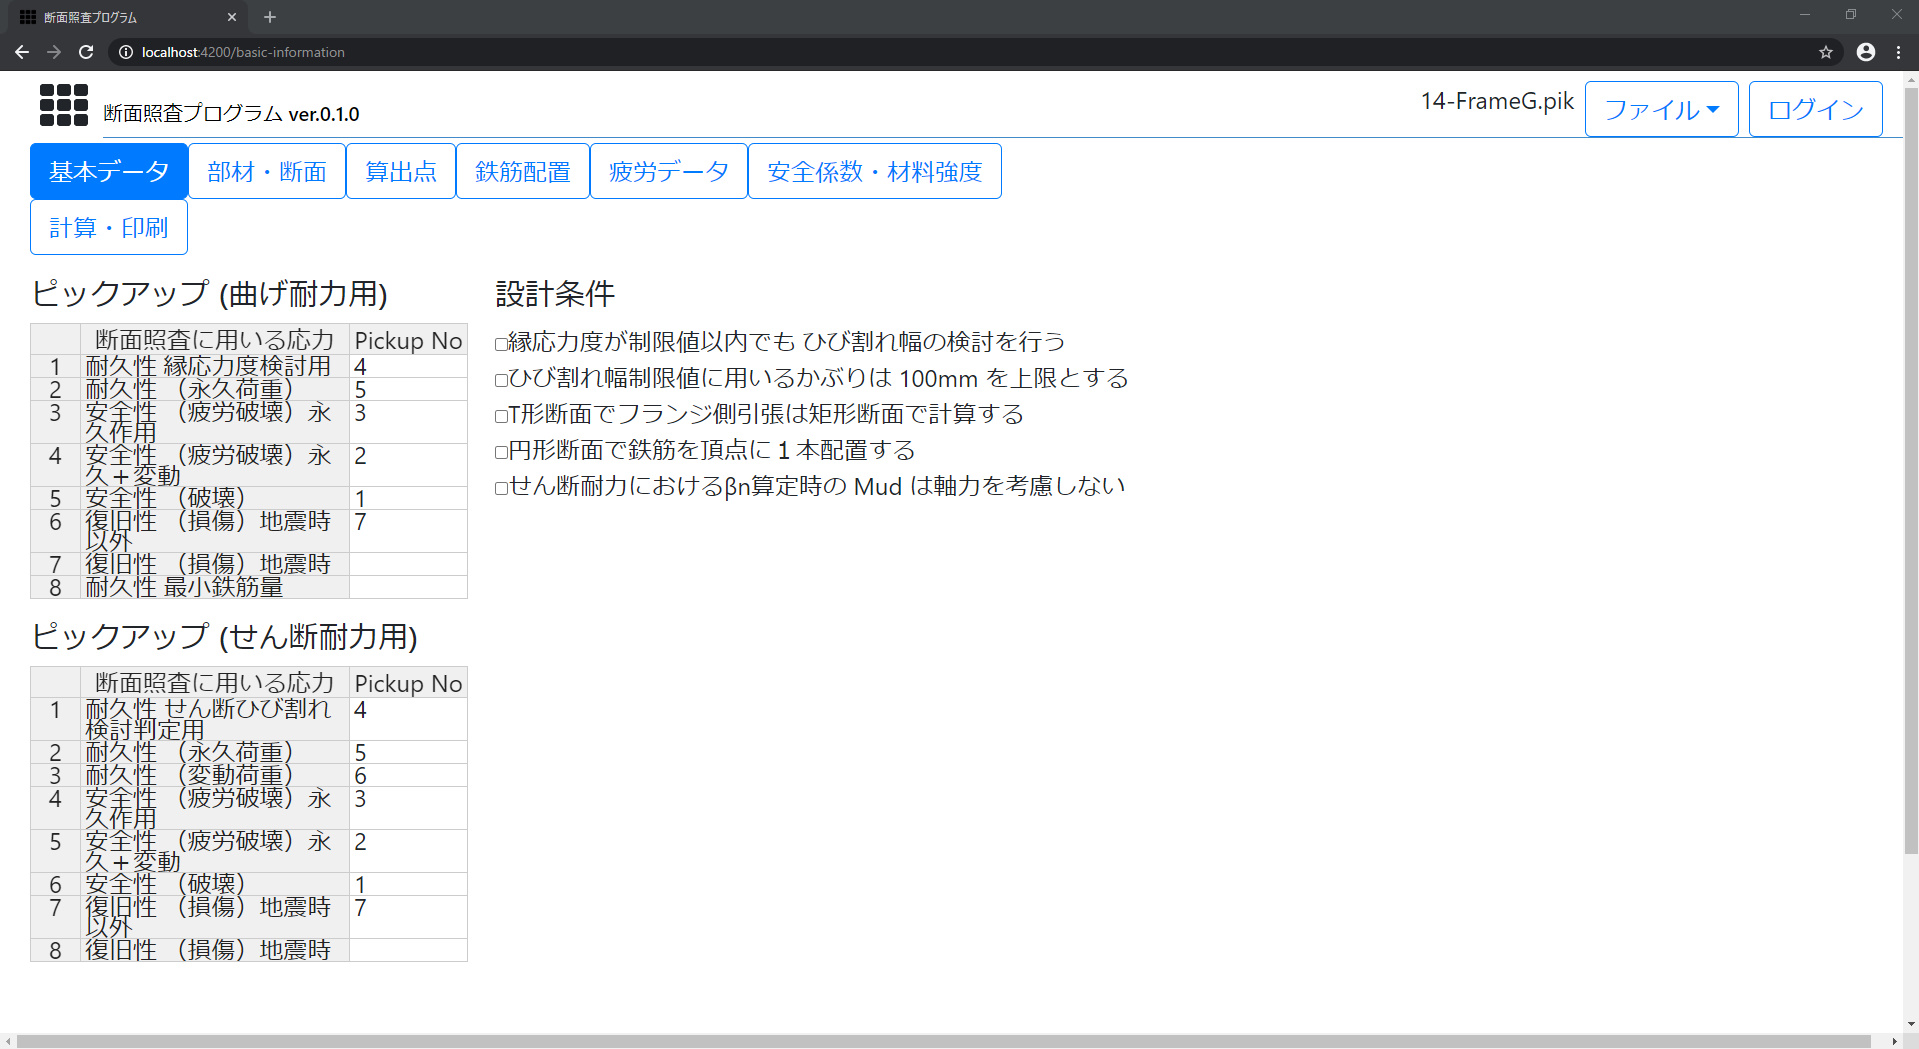 断面照査プログラム
localhost:4200/basic-information
断面照査プログラム ver.0.1.0
14-FrameG.pik
ファイル
ログイン
基本データ
部材・断面
算出点
鉄筋配置
疲労データ
安全係数・材料強度
計算・印刷
ピックアップ (曲げ耐力用)
断面照査に用いる応力 Pickup No
1 耐久性 縁応力度検討用 4
2 耐久性 （永久荷重） 5
3 安全性 （疲労破壊）永 3
久作用
4 安全性 （疲労破壊）永 2
久＋変動
5 安全性 （破壊） 1
6 復旧性 （損傷）地震時 7
以外
7 復旧性 （損傷）地震時
8 耐久性 最小鉄筋量
設計条件
縁応力度が制限値以内でも ひび割れ幅の検討を行う
ひび割れ幅制限値に用いるかぶりは 100mm を上限とする
T形断面でフランジ側引張は矩形断面で計算する
円形断面で鉄筋を頂点に１本配置する
せん断耐力におけるβn算定時の Mud は軸力を考慮しない
ピックアップ (せん断耐力用)
断面照査に用いる応力 Pickup No
1 耐久性 せん断ひび割れ 4
検討判定用
2 耐久性 （永久荷重） 5
3 耐久性 （変動荷重） 6
4 安全性 （疲労破壊）永 3
久作用
5 安全性 （疲労破壊）永 2
久＋変動
6 安全性 （破壊） 1
7 復旧性 （損傷）地震時 7
以外
8 復旧性 （損傷）地震時